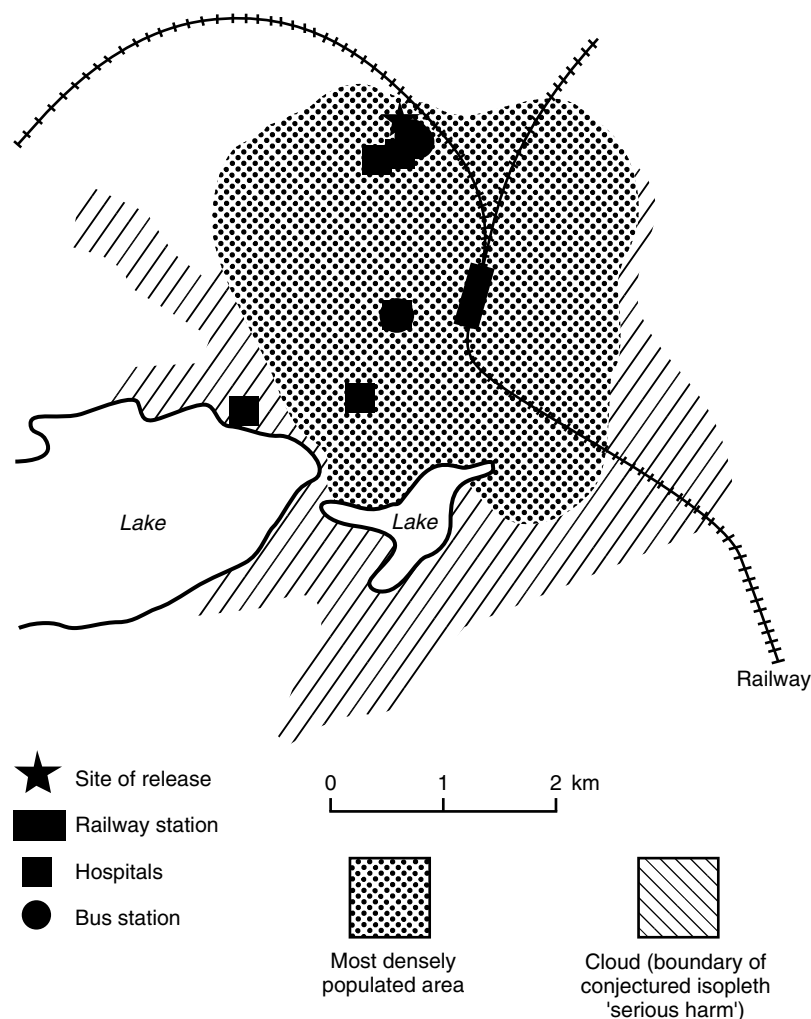 Lake
Lake
Railway
Site of release
Railway station
Hospitals
Bus station
0 1 2 km
Most densely
populated area
Cloud (boundary of
conjectured isopleth
'serious harm')